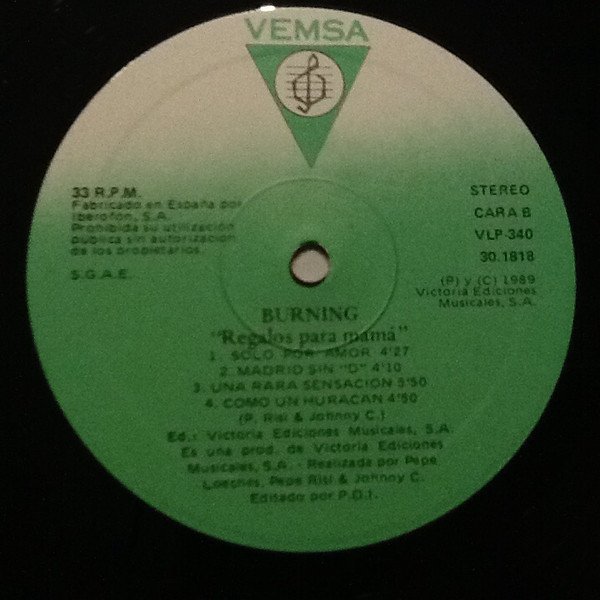 VEMSA
33 R.P.M.
Fabricado en España por
Iberofón, S.A.
Prohibida su utilización
pública sin autorización
de los propietarios.
S.G.A.E.
STEREO
CARA B
VLP-340
30.1818
(P) y (C) 1989
Victoria Ediciones
Musicales, S.A.
BURNING
"Regalos para mamá"
1. SOLO POR AMOR 4'27
2. MADRID SIN "D" 4'10
3. UNA RARA SENSACION 5'50
4. COMO UN HURACAN 4'50
(P. Risi & Johnny C.)
Ed.: Victoria Ediciones Musicales, S.A.
Es una prod. de Victoria Ediciones
Musicales, S.A. - Realizada por Pepe
Loeches, Pepe Risi & Johnny C.
Editado por P.D.I.